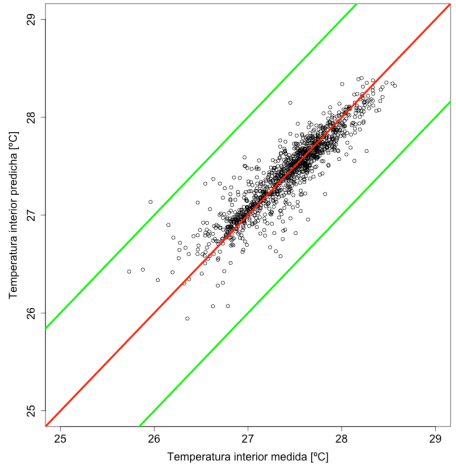 29
28
27
26
25
Temperatura interior predicha [ºC]
25 26 27 28 29
Temperatura interior medida [ºC]